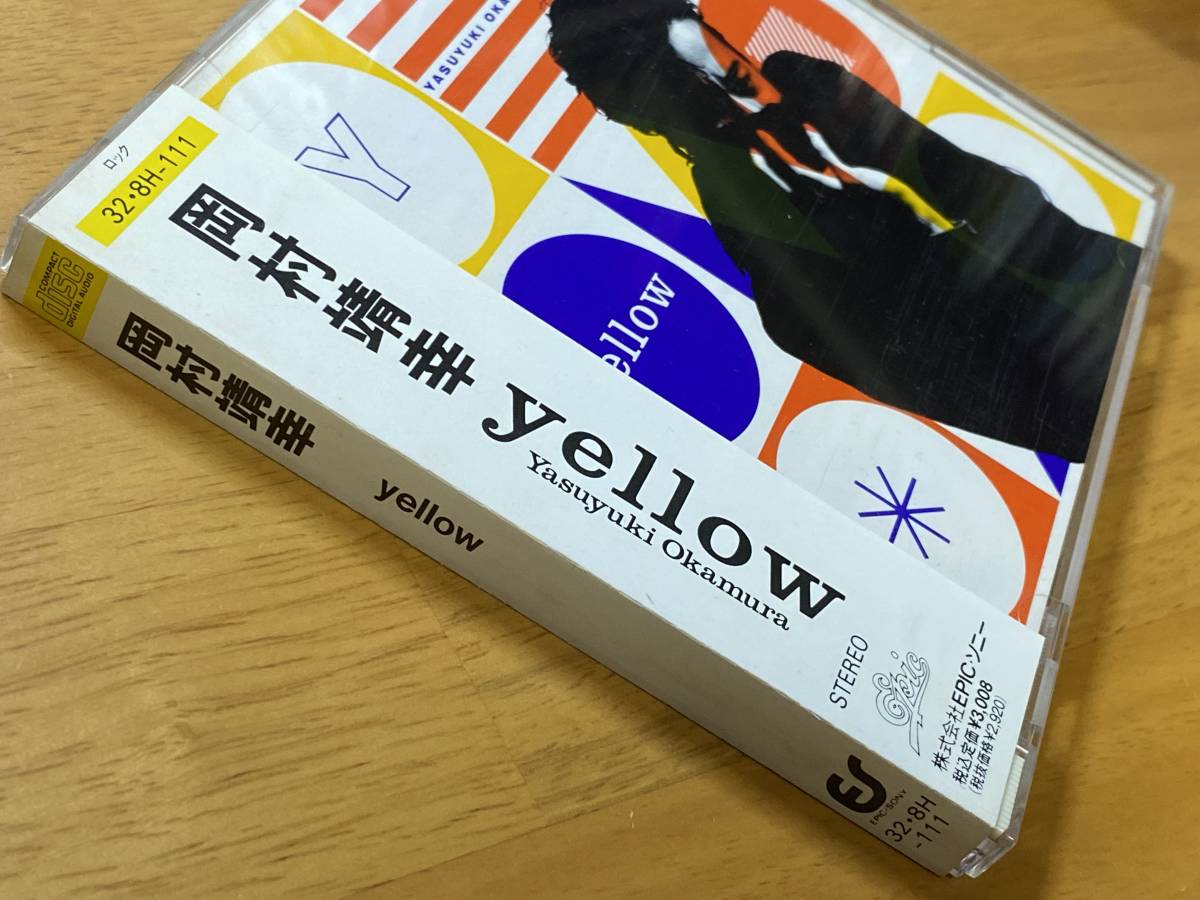 YASUYUKI OKA
Y
yellow
ロック
32・8H-111
岡村靖幸
yellow
Yasuyuki Okamura
STEREO
Epic
株式会社EPIC・ソニー
税込定価¥3,008
(税抜価格¥2,920)
COMPACT
disc
DIGITAL AUDIO
岡村靖幸
yellow
ES
EPIC・SONY
32・8H
-111